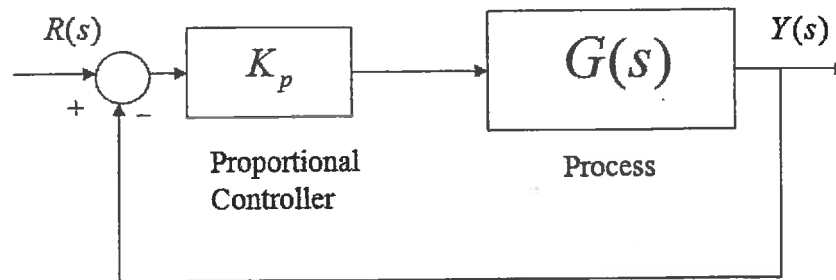 R(s)
K_p
G(s)
Y(s)
+
−
Proportional
Controller
Process